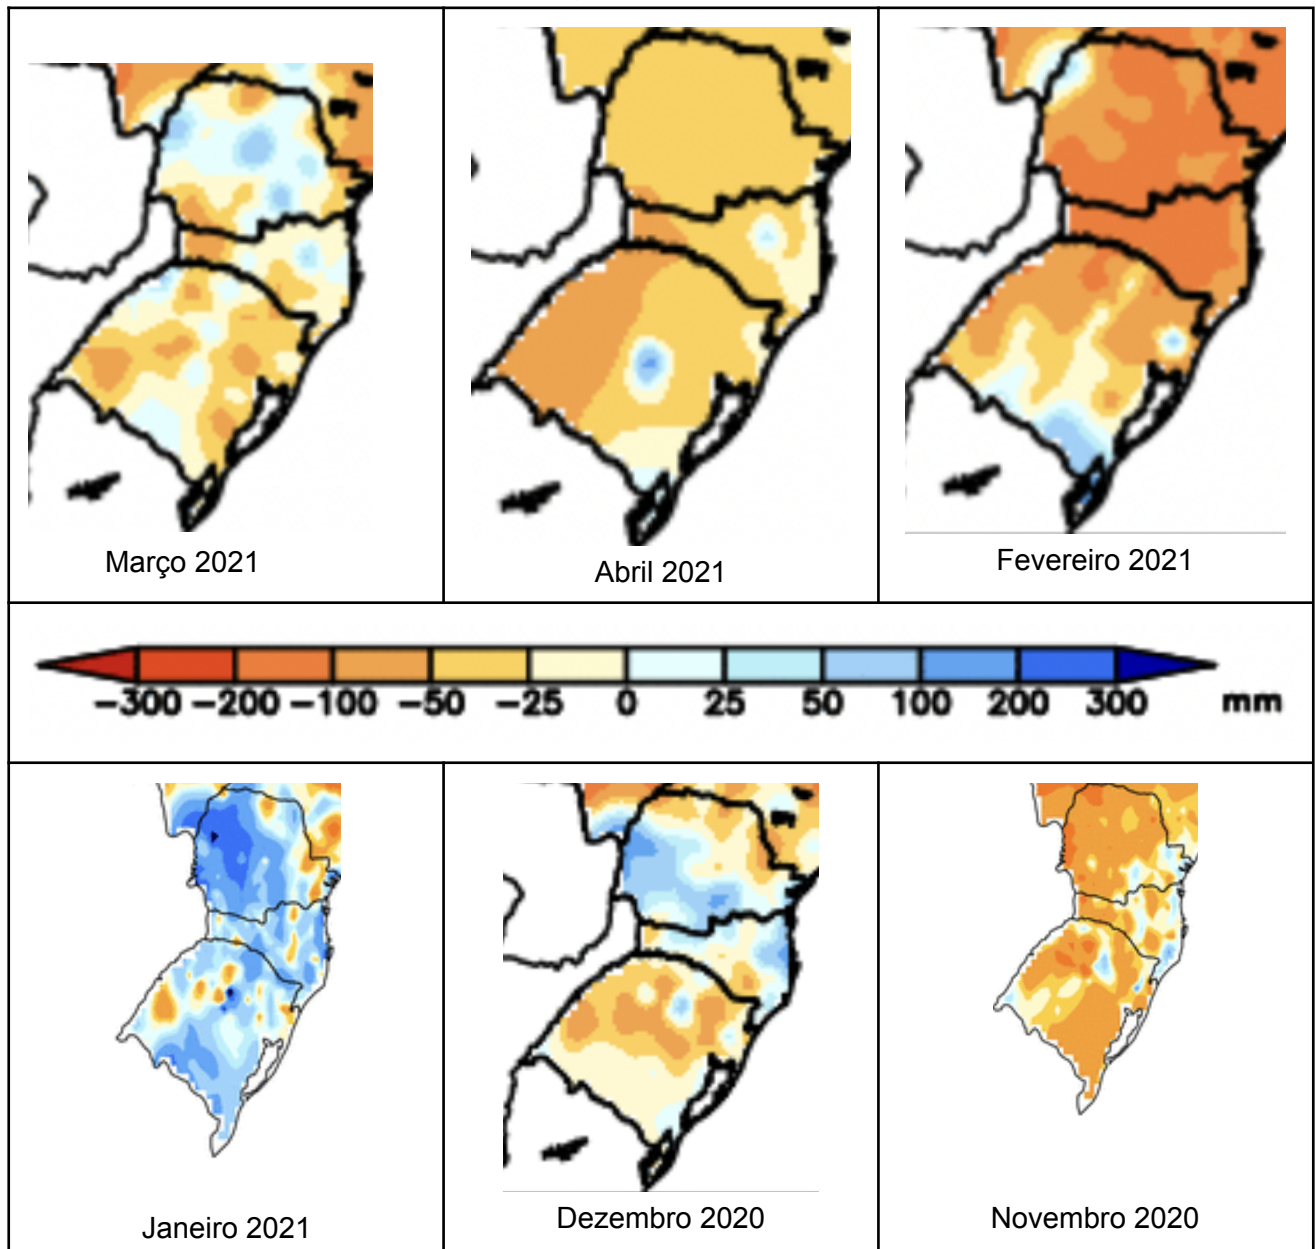 Março 2021
Abril 2021
Fevereiro 2021
−300 −200 −100 −50 −25 0 25 50 100 200 300 mm
Janeiro 2021
Dezembro 2020
Novembro 2020